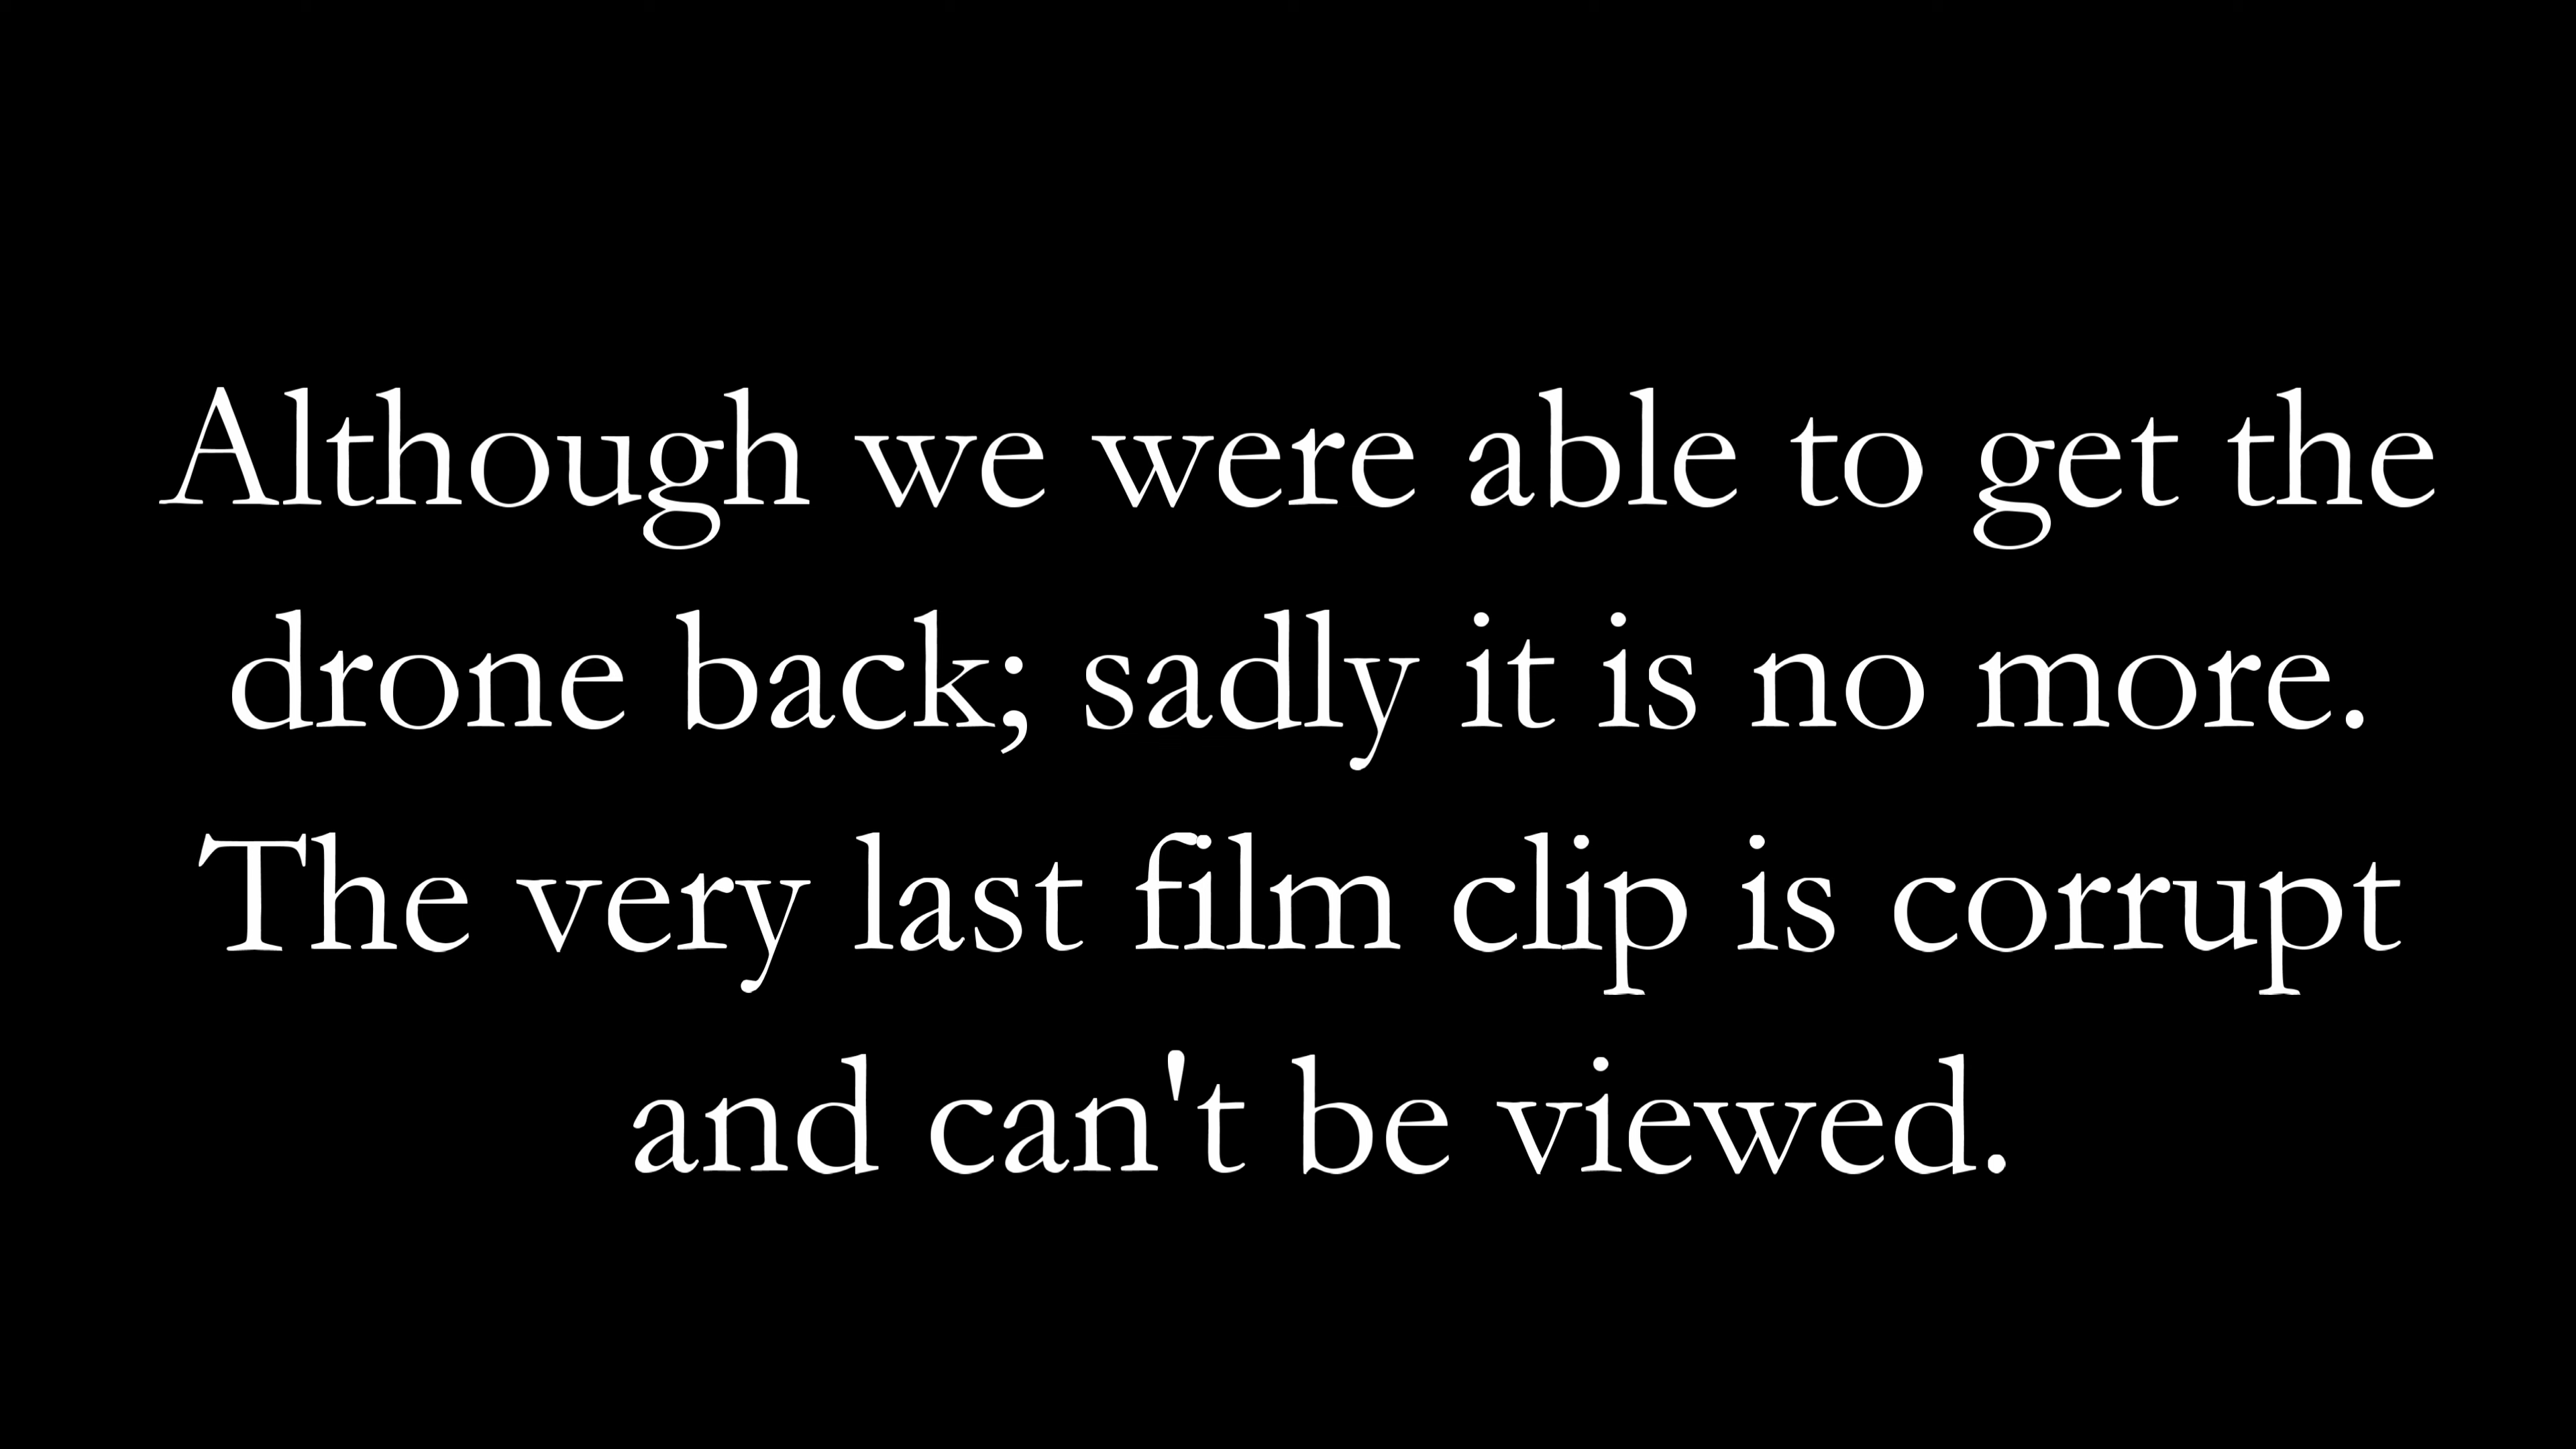 Although we were able to get the
drone back; sadly it is no more.
The very last film clip is corrupt
and can't be viewed.